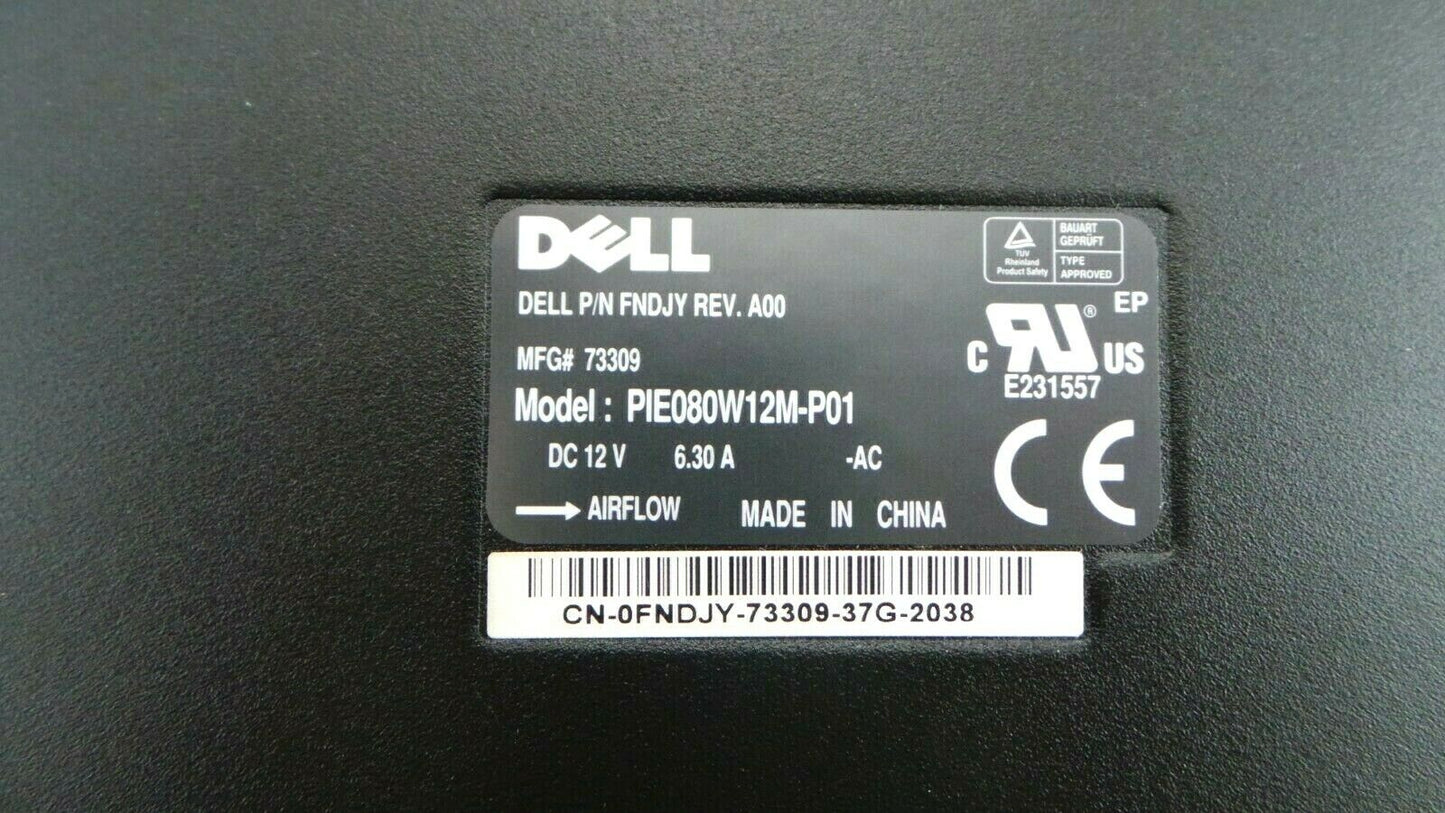 DELL
DELL P/N FNDJY REV. A00
MFG# 73309
Model : PIE080W12M-P01
DC 12 V 6.30 A -AC
AIRFLOW MADE IN CHINA
TÜV
Rheinland
Product Safety
BAUART
GEPRÜFT
TYPE
APPROVED
EP
C RU ® US
E231557
CE
CN-0FNDJY-73309-37G-2038